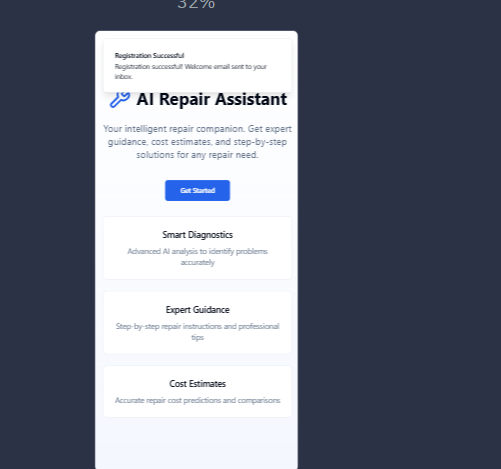 32%
Registration Successful
Registration successful! Welcome email sent to your
inbox.
AI Repair Assistant
Your intelligent repair companion. Get expert
guidance, cost estimates, and step-by-step
solutions for any repair need.
Get Started
Smart Diagnostics
Advanced AI analysis to identify problems
accurately
Expert Guidance
Step-by-step repair instructions and professional
tips
Cost Estimates
Accurate repair cost predictions and comparisons